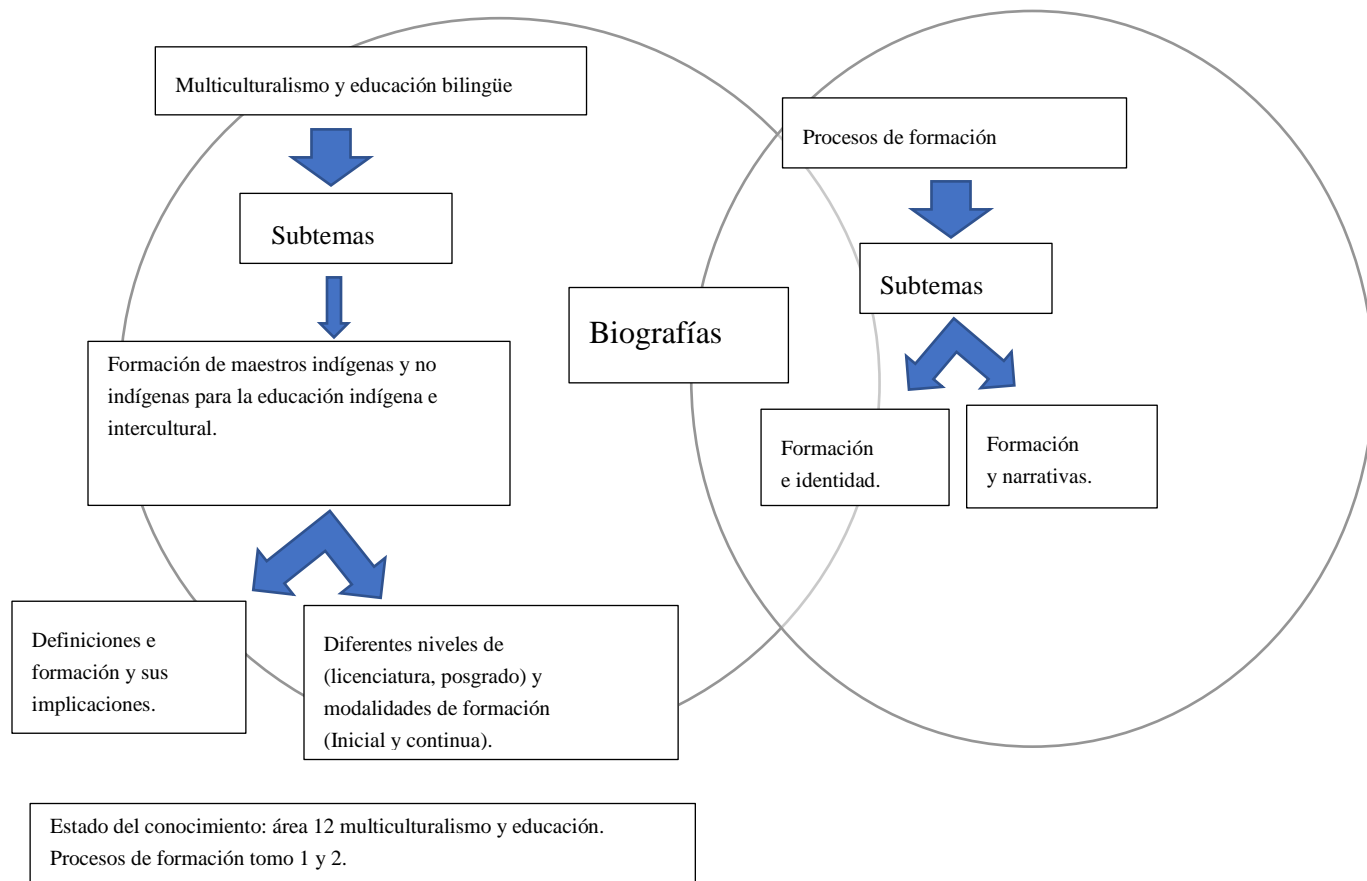 Multiculturalismo y educación bilingüe
Subtemas
Formación de maestros indígenas y no
indígenas para la educación indígena e
intercultural.
Definiciones e
formación y sus
implicaciones.
Diferentes niveles de
(licenciatura, posgrado) y
modalidades de formación
(Inicial y continua).
Biografías
Procesos de formación
Subtemas
Formación
e identidad.
Formación
y narrativas.
Estado del conocimiento: área 12 multiculturalismo y educación.
Procesos de formación tomo 1 y 2.